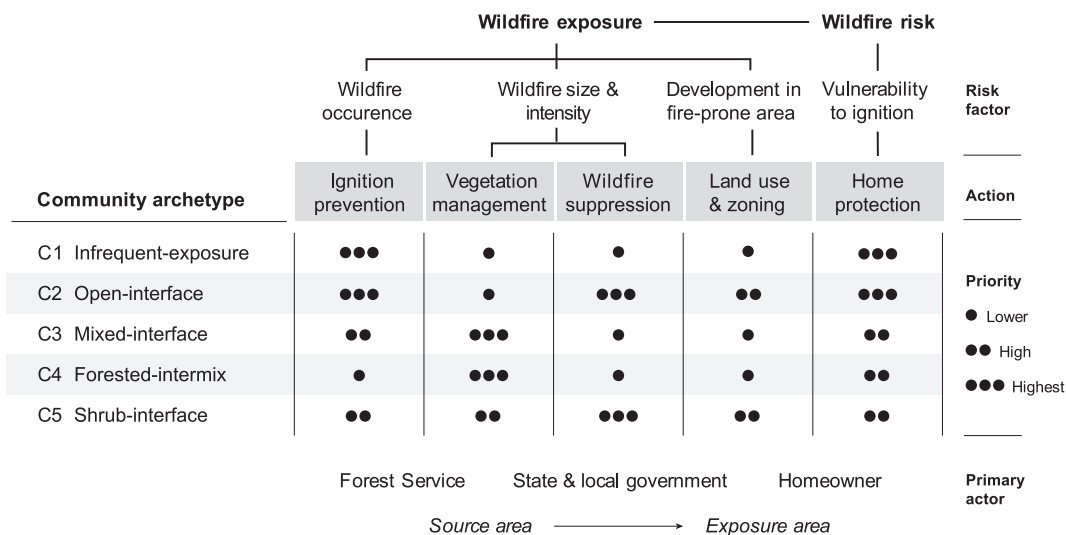 Wildfire exposure Wildfire risk
Wildfire occurence
Wildfire size & intensity
Development in fire-prone area
Vulnerability to ignition
Risk factor
Community archetype
Ignition prevention
Vegetation management
Wildfire suppression
Land use & zoning
Home protection
Action
C1 Infrequent-exposure ●●● ● ● ● ●●●
C2 Open-interface ●●● ● ●●● ●● ●●●
C3 Mixed-interface ●● ●●● ● ● ●●
C4 Forested-intermix ● ●●● ● ● ●●
C5 Shrub-interface ●● ●● ●●● ●● ●●
Priority
● Lower
●● High
●●● Highest
Forest Service State & local government Homeowner
Primary actor
Source area Exposure area